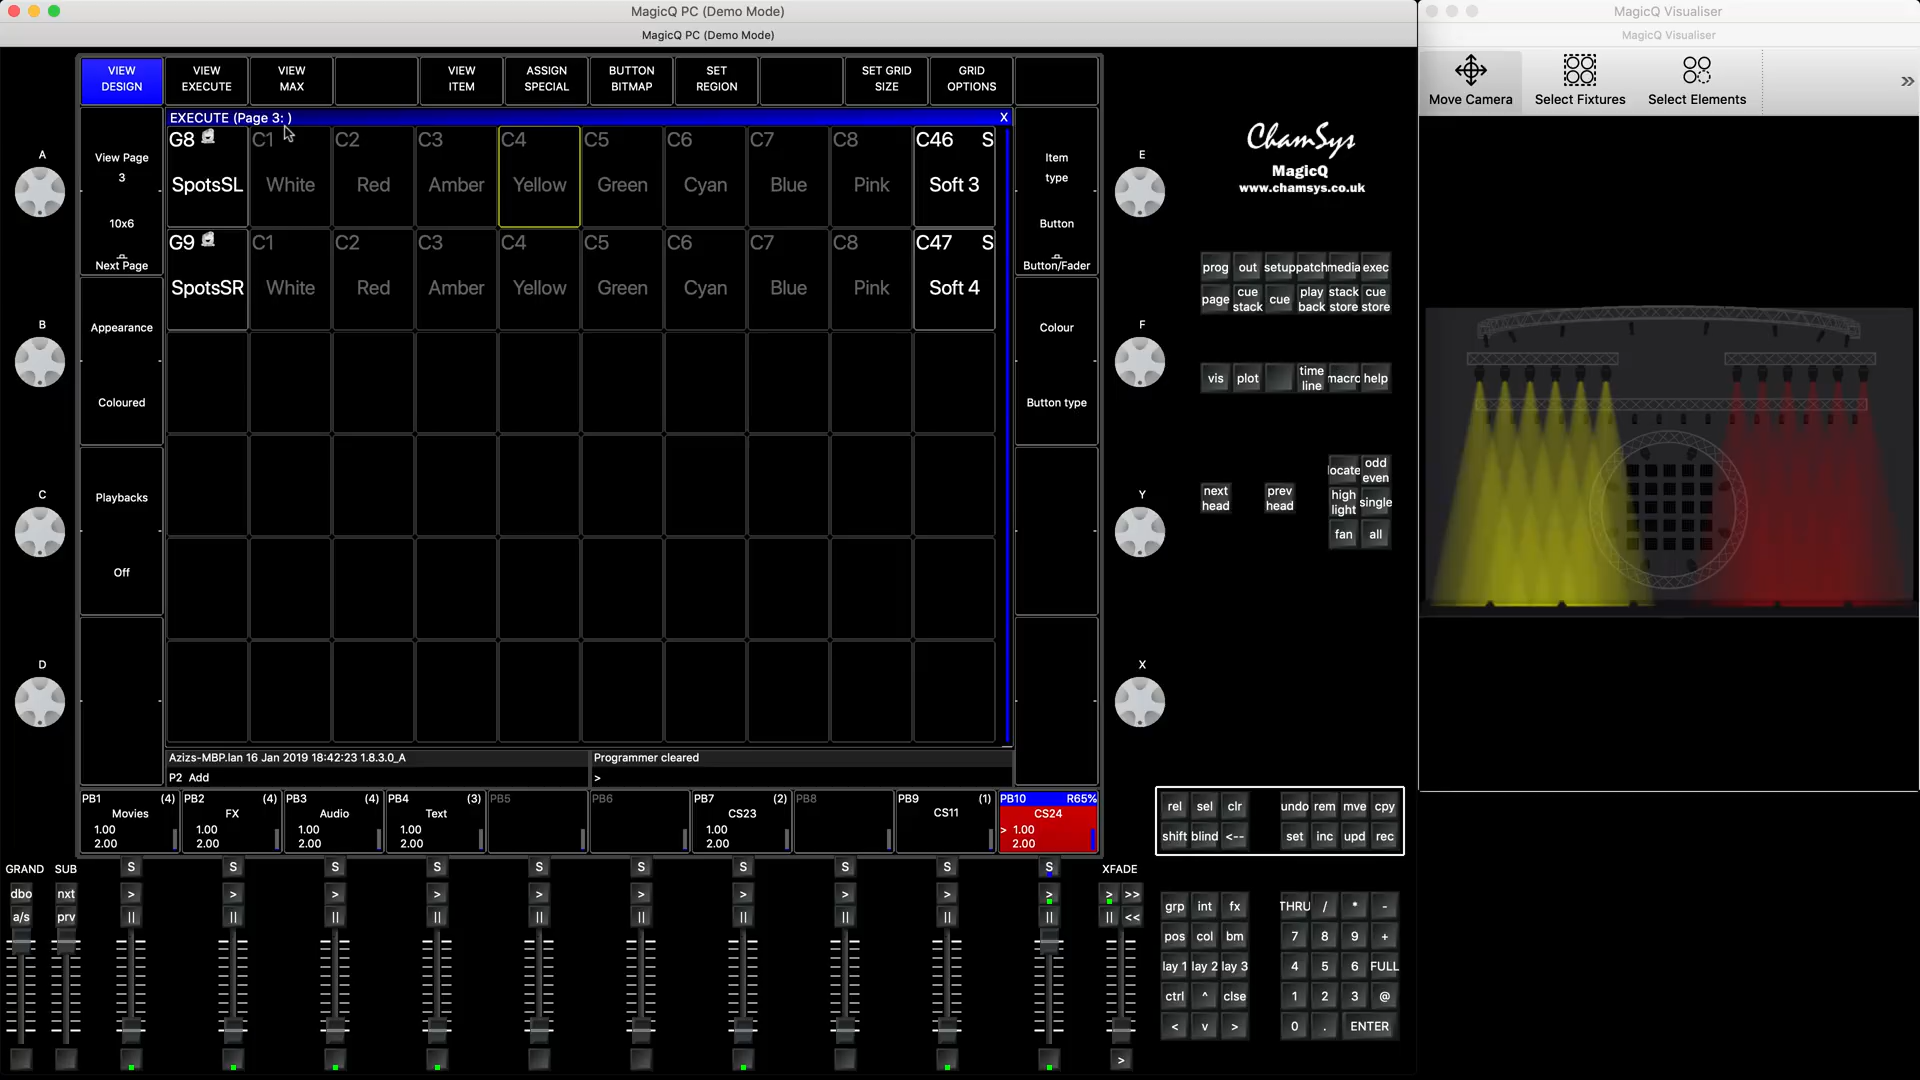 MagicQ PC (Demo Mode)
MagicQ PC (Demo Mode)
MagicQ Visualiser
MagicQ Visualiser
VIEW DESIGN
VIEW EXECUTE
VIEW MAX
VIEW ITEM
ASSIGN SPECIAL
BUTTON BITMAP
SET REGION
SET GRID SIZE
GRID OPTIONS
Move Camera
Select Fixtures
Select Elements
»
EXECUTE (Page 3: )
X
G8 C1 C2 C3 C4 C5 C6 C7 C8 C46 S
SpotsSL White Red Amber Yellow Green Cyan Blue Pink Soft 3
G9 C1 C2 C3 C4 C5 C6 C7 C8 C47 S
SpotsSR White Red Amber Yellow Green Cyan Blue Pink Soft 4
A
View Page
3
10x6
Next Page
B
Appearance
Coloured
C
Playbacks
Off
D
Item type
Button
Button/Fader
E
Colour
Button type
F
Y
X
ChamSys
MagicQ
www.chamsys.co.uk
prog out setup patch media exec
page cue stack cue play back stack store cue store
vis plot time line macro help
next head prev head
locate odd even
high light single
fan all
Azizs-MBP.lan 16 Jan 2019 18:42:23 1.8.3.0_A
Programmer cleared
P2 Add
>
PB1 (4) PB2 (4) PB3 (4) PB4 (3) PB5 PB6 PB7 (2) PB8 PB9 (1) PB10 R65%
Movies FX Audio Text CS23 CS11 CS24
1.00 1.00 1.00 1.00 1.00 > 1.00
2.00 2.00 2.00 2.00 2.00 2.00
rel sel clr undo rem mve cpy
shift blind <-- set inc upd rec
GRAND SUB S S S S S S S S S S XFADE
dbo nxt > > > > > > > > > > > >>
a/s prv || || || || || || || || || || || <<
grp int fx THRU / * -
pos col bm 7 8 9 +
lay 1 lay 2 lay 3 4 5 6 FULL
ctrl ^ clse 1 2 3 @
< v > 0 . ENTER
>